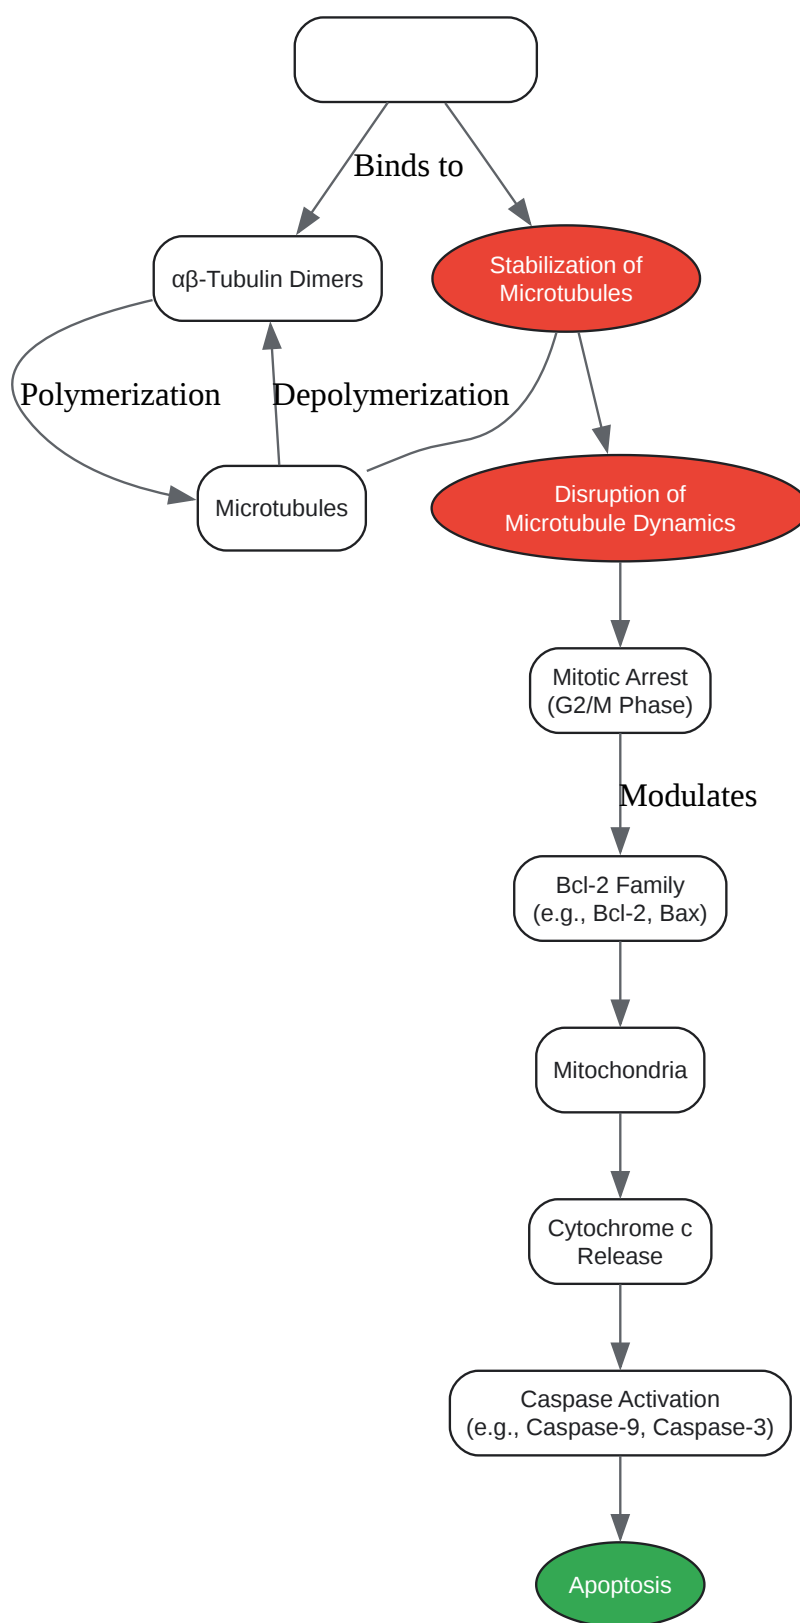 Binds to
αβ-Tubulin Dimers
Stabilization of
Microtubules
Polymerization
Depolymerization
Microtubules
Disruption of
Microtubule Dynamics
Mitotic Arrest
(G2/M Phase)
Modulates
Bcl-2 Family
(e.g., Bcl-2, Bax)
Mitochondria
Cytochrome c
Release
Caspase Activation
(e.g., Caspase-9, Caspase-3)
Apoptosis